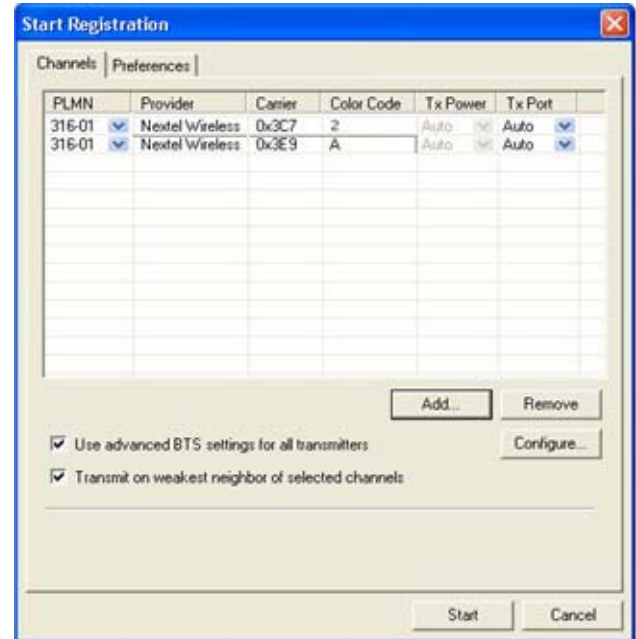 Start Registration
Channels Preferences
PLMN Provider Carrier Color Code Tx Power Tx Port
316-01 Nextel Wireless 0x3C7 2 Auto Auto
316-01 Nextel Wireless 0x3E9 A Auto Auto
Add... Remove
Use advanced BTS settings for all transmitters Configure...
Transmit on weakest neighbor of selected channels
Start Cancel